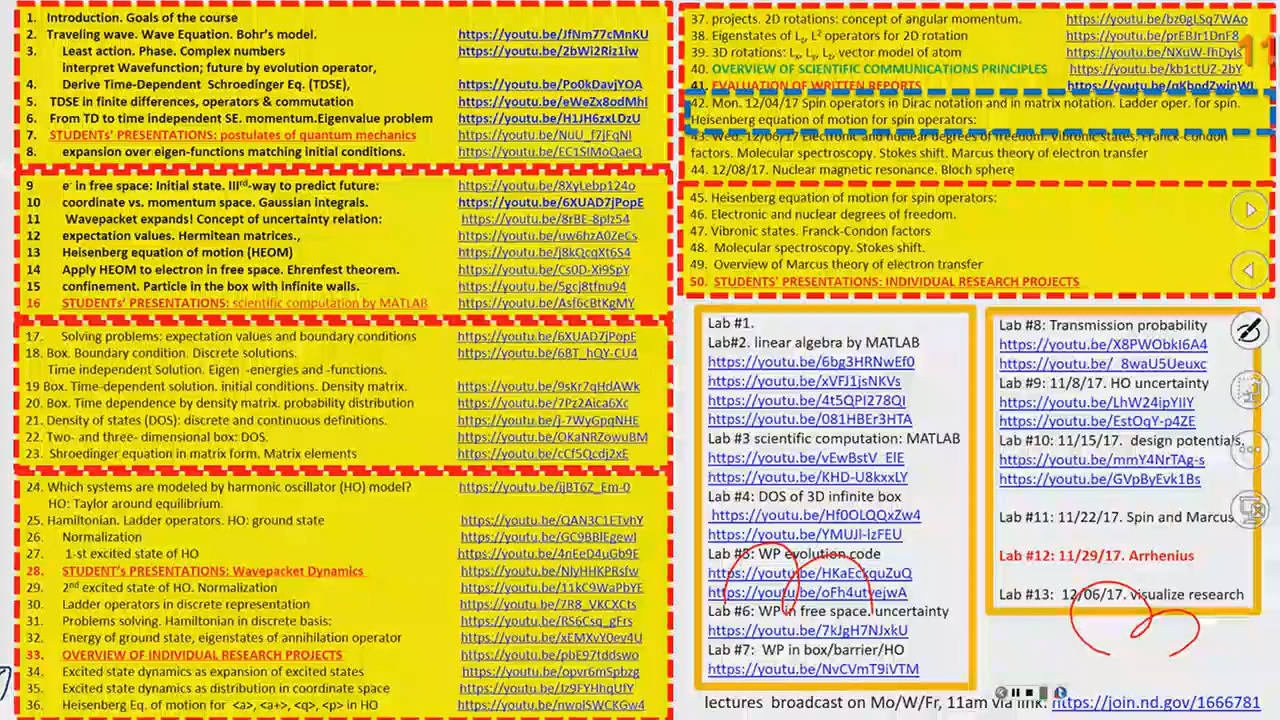 1. Introduction. Goals of the course
2. Traveling wave. Wave Equation. Bohr's model. https://youtu.be/JfNm77cMnKU
3. Least action. Phase. Complex numbers https://youtu.be/2bWi2Riz1iw
interpret Wavefunction; future by evolution operator,
4. Derive Time-Dependent Schroedinger Eq. (TDSE), https://youtu.be/Po0kDavjYOA
5. TDSE in finite differences, operators & commutation https://youtu.be/eWeZx8odMhI
6. From TD to time independent SE. momentum.Eigenvalue problem https://youtu.be/H1JH6zxLDzU
7. STUDENTS' PRESENTATIONS: postulates of quantum mechanics https://youtu.be/NuU_f7jFqNI
8. expansion over eigen-functions matching initial conditions. https://youtu.be/EC1SIMoQaeQ
9 e- in free space: Initial state. IIIrd-way to predict future: https://youtu.be/8XyLebp124o
10 coordinate vs. momentum space. Gaussian integrals. https://youtu.be/6XUAD7jPopE
11 Wavepacket expands! Concept of uncertainty relation: https://youtu.be/8rBE-8plz54
12 expectation values. Hermitean matrices., https://youtu.be/uw6hzA0ZeCs
13 Heisenberg equation of motion (HEOM) https://youtu.be/j8kQcqXt6S4
14 Apply HEOM to electron in free space. Ehrenfest theorem. https://youtu.be/Cs0D-Xi9SpY
15 confinement. Particle in the box with infinite walls. https://youtu.be/5gcj8tfnu94
16 STUDENTS' PRESENTATIONS: scientific computation by MATLAB https://youtu.be/Asf6cBtKgMY
17. Solving problems: expectation values and boundary conditions https://youtu.be/6XUAD7jPopE
18. Box. Boundary condition. Discrete solutions. https://youtu.be/6BT_hQY-CU4
Time independent Solution. Eigen -energies and -functions.
19 Box. Time-dependent solution. initial conditions. Density matrix. https://youtu.be/9sKr7qHdAWk
20. Box. Time dependence by density matrix. probability distribution https://youtu.be/7Pz2Aica6Xc
21. Density of states (DOS): discrete and continuous definitions. https://youtu.be/j-7WyGpqNHE
22. Two- and three- dimensional box: DOS. https://youtu.be/OKaNRZowuBM
23. Shroedinger equation in matrix form. Matrix elements https://youtu.be/cCf5Qcdj2xE
24. Which systems are modeled by harmonic oscillator (HO) model? https://youtu.be/ijBT6Z_Em-0
HO: Taylor around equilibrium.
25. Hamiltonian. Ladder operators. HO: ground state https://youtu.be/QAN3C1ETvhY
26. Normalization https://youtu.be/GC9BBlEgewI
27. 1-st excited state of HO https://youtu.be/4nEeD4uGb9E
28. STUDENT'S PRESENTATIONS: Wavepacket Dynamics https://youtu.be/NJyHHKPRsfw
29. 2nd excited state of HO. Normalization https://youtu.be/11kC9WaPbYE
30. Ladder operators in discrete representation https://youtu.be/7R8_VKCXCts
31. Problems solving. Hamiltonian in discrete basis: https://youtu.be/RS6Csq_gFrs
32. Energy of ground state, eigenstates of annihilation operator https://youtu.be/xEMXvY0ev4U
33. OVERVIEW OF INDIVIDUAL RESEARCH PROJECTS https://youtu.be/pbE97tddswo
34. Excited state dynamics as expansion of excited states https://youtu.be/opvr6mSpbzg
35. Excited state dynamics as distribution in coordinate space https://youtu.be/Jz9FYHhqUfY
36. Heisenberg Eq. of motion for <a>, <a+>, <q>, <p> in HO https://youtu.be/nwolSWCKGw4
37. projects. 2D rotations: concept of angular momentum. https://youtu.be/bz0gLSq7WAo
38. Eigenstates of Lz, L2 operators for 2D rotation https://youtu.be/prEBJr1DnF8
39. 3D rotations: Lx, Ly, Lz, vector model of atom https://youtu.be/NXuW-fhDyIs
40. OVERVIEW OF SCIENTIFIC COMMUNICATIONS PRINCIPLES https://youtu.be/kb1ctUZ-2bY
41. EVALUATION OF WRITTEN REPORTS
42. Mon. 12/04/17 Spin operators in Dirac notation and in matrix notation. Ladder oper. for spin.
Heisenberg equation of motion for spin operators:
43. Wed. 12/06/17 Electronic and nuclear degrees of freedom. Vibronic states. Franck-Condon
factors. Molecular spectroscopy. Stokes shift. Marcus theory of electron transfer
44. 12/08/17. Nuclear magnetic resonance. Bloch sphere
45. Heisenberg equation of motion for spin operators:
46. Electronic and nuclear degrees of freedom.
47. Vibronic states. Franck-Condon factors
48. Molecular spectroscopy. Stokes shift.
49. Overview of Marcus theory of electron transfer
50. STUDENTS' PRESENTATIONS: INDIVIDUAL RESEARCH PROJECTS
Lab #1.
Lab#2. linear algebra by MATLAB
https://youtu.be/6bg3HRNwEf0
https://youtu.be/xVFJ1jsNKVs
https://youtu.be/4t5QPI278QI
https://youtu.be/081HBEr3HTA
Lab #3 scientific computation: MATLAB
https://youtu.be/vEwBstV_EIE
https://youtu.be/KHD-U8kxxLY
Lab #4: DOS of 3D infinite box
https://youtu.be/Hf0OLQQxZw4
https://youtu.be/YMUJl-lzFEU
Lab #5: WP evolution code
https://youtu.be/HKaEckquZuQ
https://youtu.be/oFh4utvejwA
Lab #6: WP in free space. uncertainty
https://youtu.be/7kJgH7NJxkU
Lab #7: WP in box/barrier/HO
https://youtu.be/NvCVmT9iVTM
Lab #8: Transmission probability
https://youtu.be/X8PWObkI6A4
https://youtu.be/_8waU5Ueuxc
Lab #9: 11/8/17. HO uncertainty
https://youtu.be/LhW24jpYIIY
https://youtu.be/EstOqY-p4ZE
Lab #10: 11/15/17. design potentials.
https://youtu.be/mmY4NrTAg-s
https://youtu.be/GVpByEvk1Bs
Lab #11: 11/22/17. Spin and Marcus
Lab #12: 11/29/17. Arrhenius
Lab #13: 12/06/17. visualize research
lectures broadcast on Mo/W/Fr, 11am via link: https://join.nd.gov/1666781